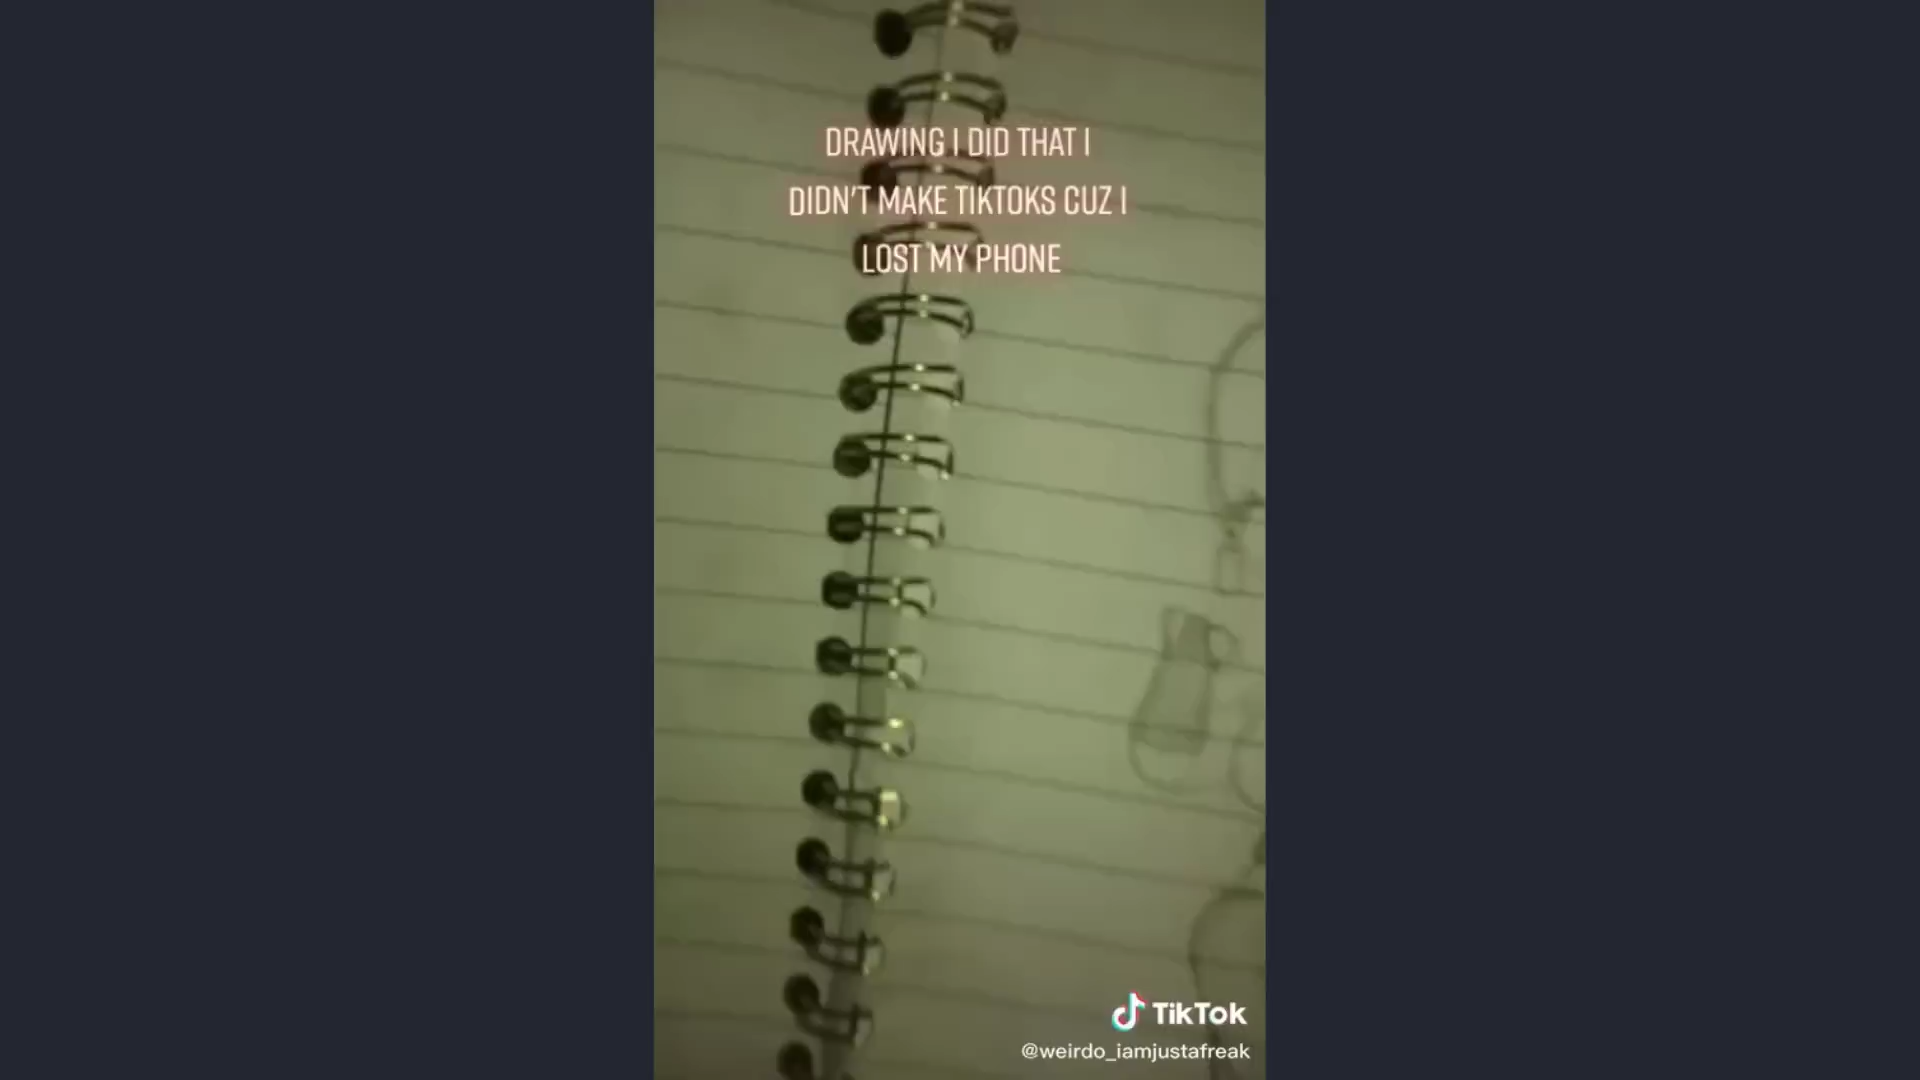 DRAWING I DID THAT I
DIDN'T MAKE TIKTOKS CUZ I
LOST MY PHONE
TikTok
@weirdo_iamjustafreak